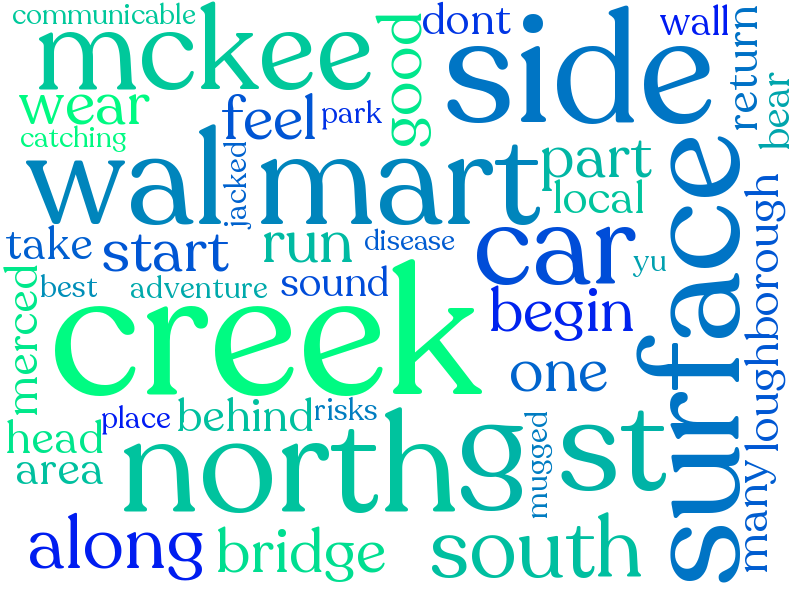 communicable
dont
wall
return
mckee
side
good
wear
feel
park
bear
catching
wal mart
jacked
part
local
surface
take
start
run
disease
car
yu
loughborough
best
adventure
sound
begin
merced
creek
one
place
behind
risks
head
area
north
g st
mugged
many
along
bridge
south